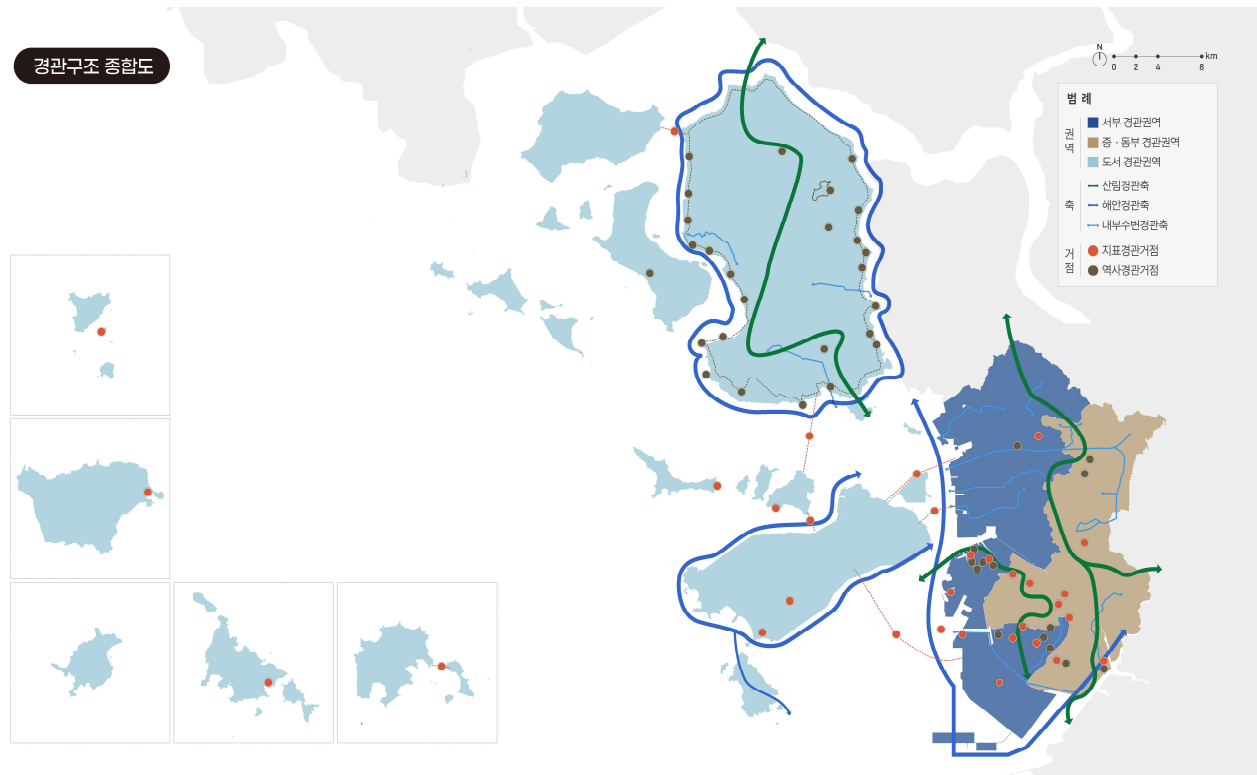 경관구조 종합도
N
0 2 4 8 km
범 례
권역
서부 경관권역
중 · 동부 경관권역
도서 경관권역
축
산림경관축
해안경관축
내부수변경관축
거점
지표경관거점
역사경관거점